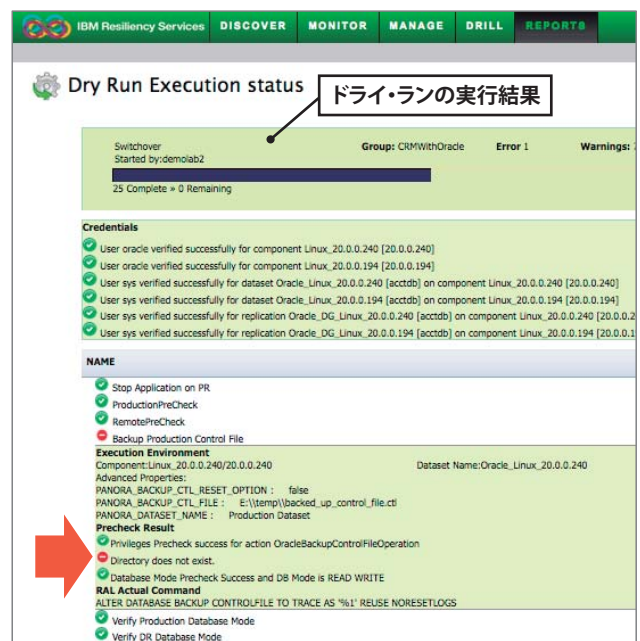 IBM Resiliency Services DISCOVER MONITOR MANAGE DRILL REPORTS
Dry Run Execution status
ドライ・ランの実行結果
Switchover Group: CRMWithOracle Error 1 Warnings:
Started by:demolab2
25 Complete » 0 Remaining
Credentials
User oracle verified successfully for component Linux_20.0.0.240 [20.0.0.240]
User oracle verified successfully for component Linux_20.0.0.194 [20.0.0.194]
User sys verified successfully for dataset Oracle_Linux_20.0.0.240 [acctdb] on component Linux_20.0.0.240 [20.0.0.240]
User sys verified successfully for dataset Oracle_Linux_20.0.0.194 [acctdb] on component Linux_20.0.0.194 [20.0.0.194]
User sys verified successfully for replication Oracle_DG_Linux_20.0.0.240 [acctdb] on component Linux_20.0.0.240 [20.0.0.2
User sys verified successfully for replication Oracle_DG_Linux_20.0.0.194 [acctdb] on component Linux_20.0.0.194 [20.0.0.1
NAME
Stop Application on PR
ProductionPreCheck
RemotePreCheck
Backup Production Control File
Execution Environment
Component:Linux_20.0.0.240/20.0.0.240 Dataset Name:Oracle_Linux_20.0.0.240
Advanced Properties:
PANORA_BACKUP_CTL_RESET_OPTION : false
PANORA_BACKUP_CTL_FILE : E:\\temp\\backed_up_control_file.ctl
PANORA_DATASET_NAME : Production Dataset
Precheck Result
Privileges Precheck success for action OracleBackupControlFileOperation
Directory does not exist.
Database Mode Precheck Success and DB Mode is READ WRITE
RAL Actual Command
ALTER DATABASE BACKUP CONTROLFILE TO TRACE AS '%1' REUSE NORESETLOGS
Verify Production Database Mode
Verify DR Database Mode